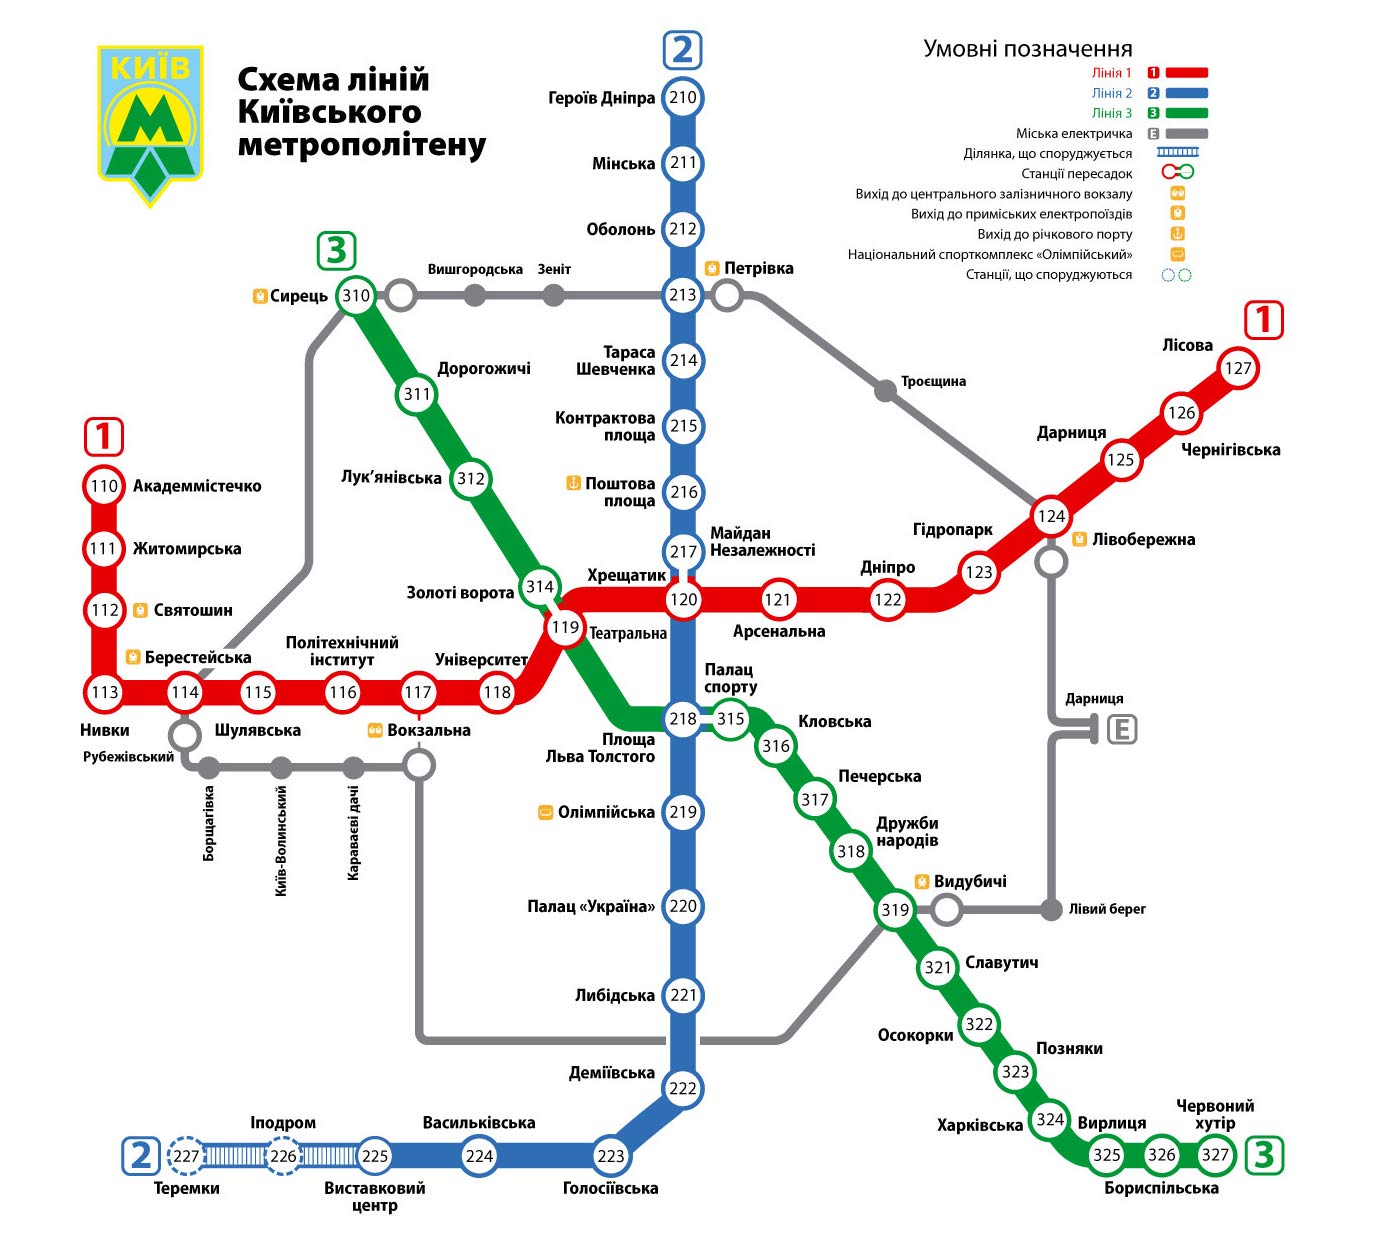 КИЇВ
Схема ліній
Київського
метрополітену
Умовні позначення
Лінія 1
1
Лінія 2
2
Лінія 3
3
Міська електричка
E
Ділянка, що споруджується
Станції пересадок
Вихід до центрального залізничного вокзалу
Вихід до приміських електропоїздів
Вихід до річкового порту
Національний спорткомплекс «Олімпійський»
Станції, що споруджуються
2
Героїв Дніпра
210
Мінська
211
Оболонь
212
Петрівка
213
Тараса
Шевченка
214
Контрактова
площа
215
Поштова
площа
216
Майдан
Незалежності
217
Площа
Льва Толстого
218
Олімпійська
219
Палац «Україна»
220
Либідська
221
Деміївська
222
Голосіївська
223
Васильківська
224
Виставковий
центр
225
Іподром
226
Теремки
227
2
1
Академмістечко
110
Житомирська
111
Святошин
112
Нивки
113
Берестейська
114
Шулявська
115
Політехнічний
інститут
116
Вокзальна
117
Університет
118
Театральна
119
Хрещатик
120
Арсенальна
121
Дніпро
122
Гідропарк
123
Лівобережна
124
Дарниця
125
Чернігівська
126
Лісова
127
1
3
Сирець
310
Дорогожичі
311
Лук’янівська
312
Золоті ворота
314
Палац
спорту
315
Кловська
316
Печерська
317
Дружби
народів
318
Видубичі
319
Славутич
321
Осокорки
322
Позняки
323
Харківська
324
Вирлиця
325
Бориспільська
326
Червоний
хутір
327
3
Вишгородська
Зеніт
Троєщина
Дарниця
E
Лівий берег
Рубежівський
Борщагівка
Київ-Волинський
Караваєві дачі